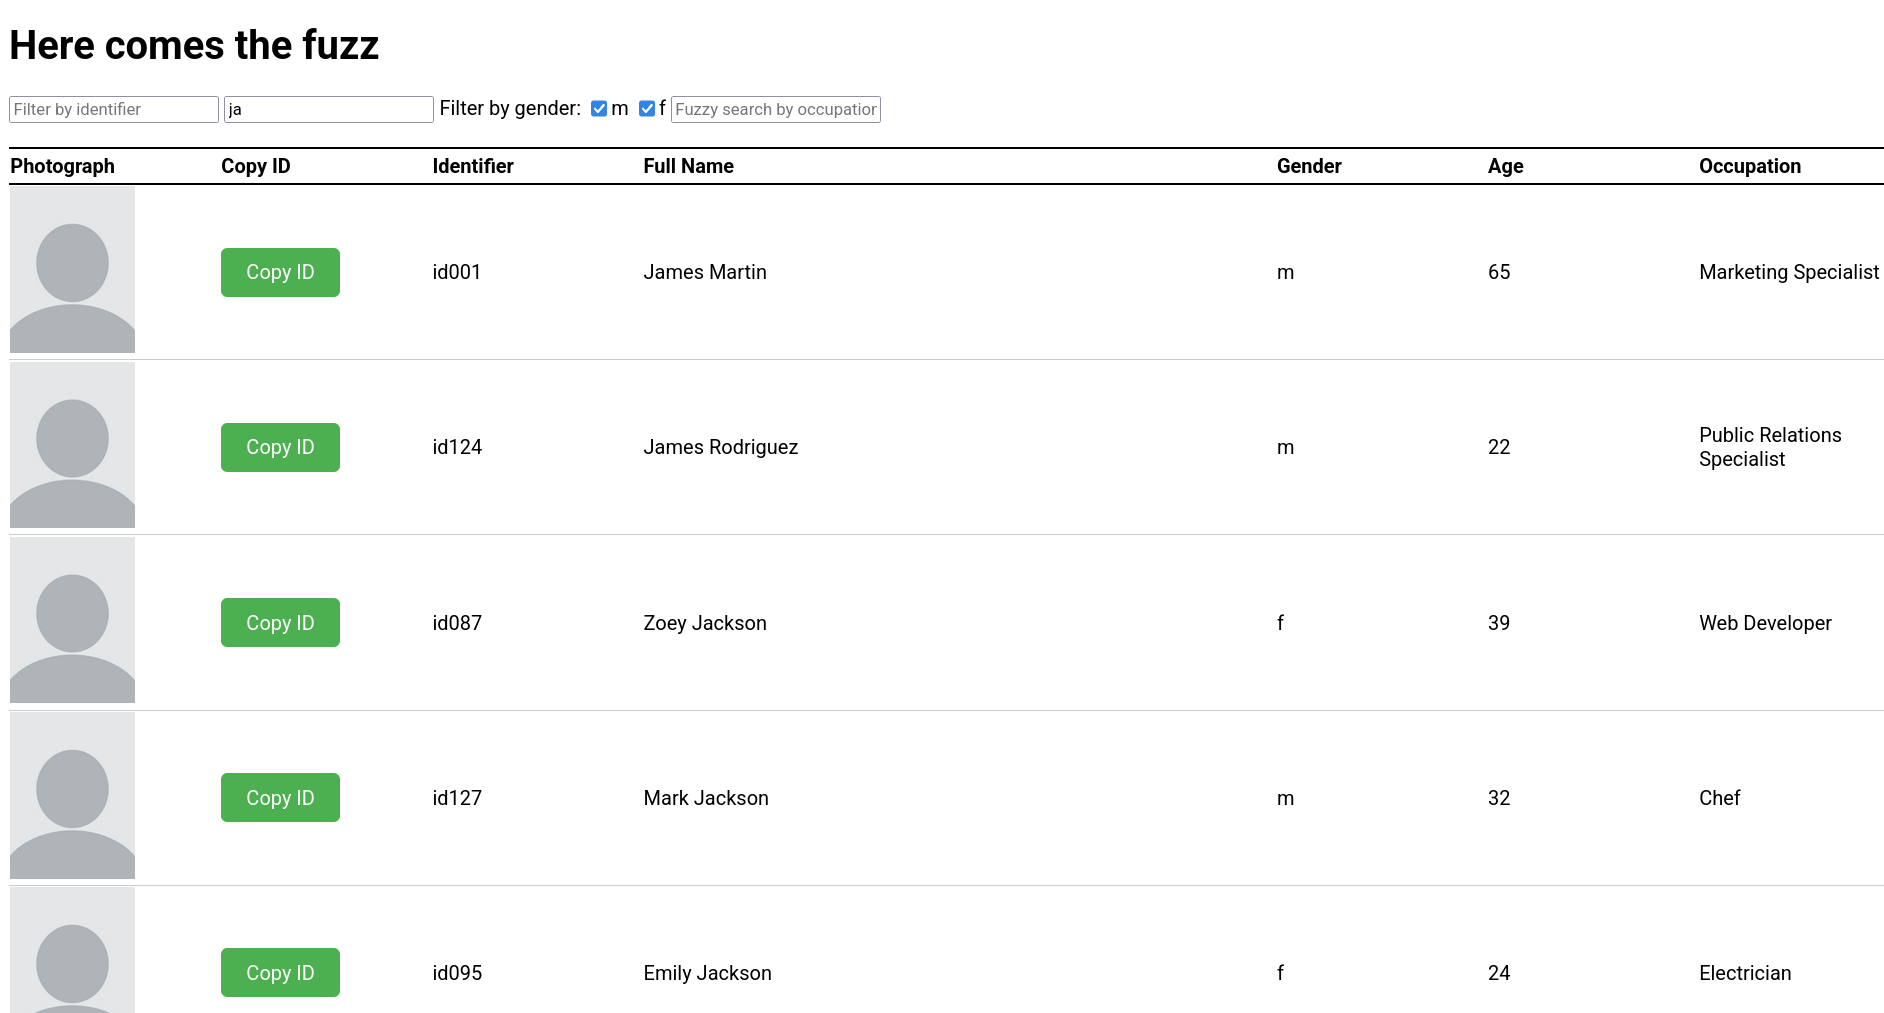 Here comes the fuzz
Filter by identifier ja Filter by gender: m f Fuzzy search by occupation
Photograph Copy ID Identifier Full Name Gender Age Occupation
Copy ID id001 James Martin m 65 Marketing Specialist
Copy ID id124 James Rodriguez m 22 Public Relations
Specialist
Copy ID id087 Zoey Jackson f 39 Web Developer
Copy ID id127 Mark Jackson m 32 Chef
Copy ID id095 Emily Jackson f 24 Electrician